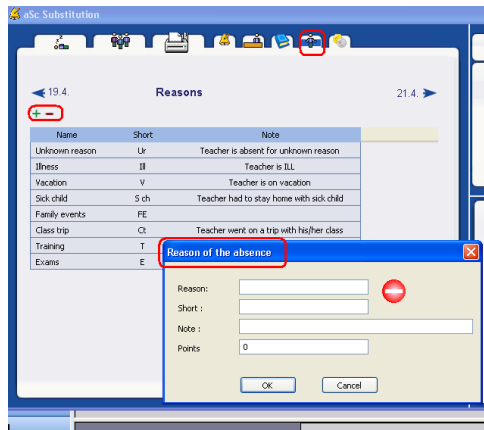 aSc Substitution
19.4. Reasons 21.4.
Name Short Note
Unknown reason Ur Teacher is absent for unknown reason
Illness Ill Teacher is ILL
Vacation V Teacher is on vacation
Sick child S ch Teacher had to stay home with sick child
Family events FE
Class trip Ct Teacher went on a trip with his/her class
Training T
Exams E
Reason of the absence
Reason:
Short :
Note :
Points 0
OK Cancel